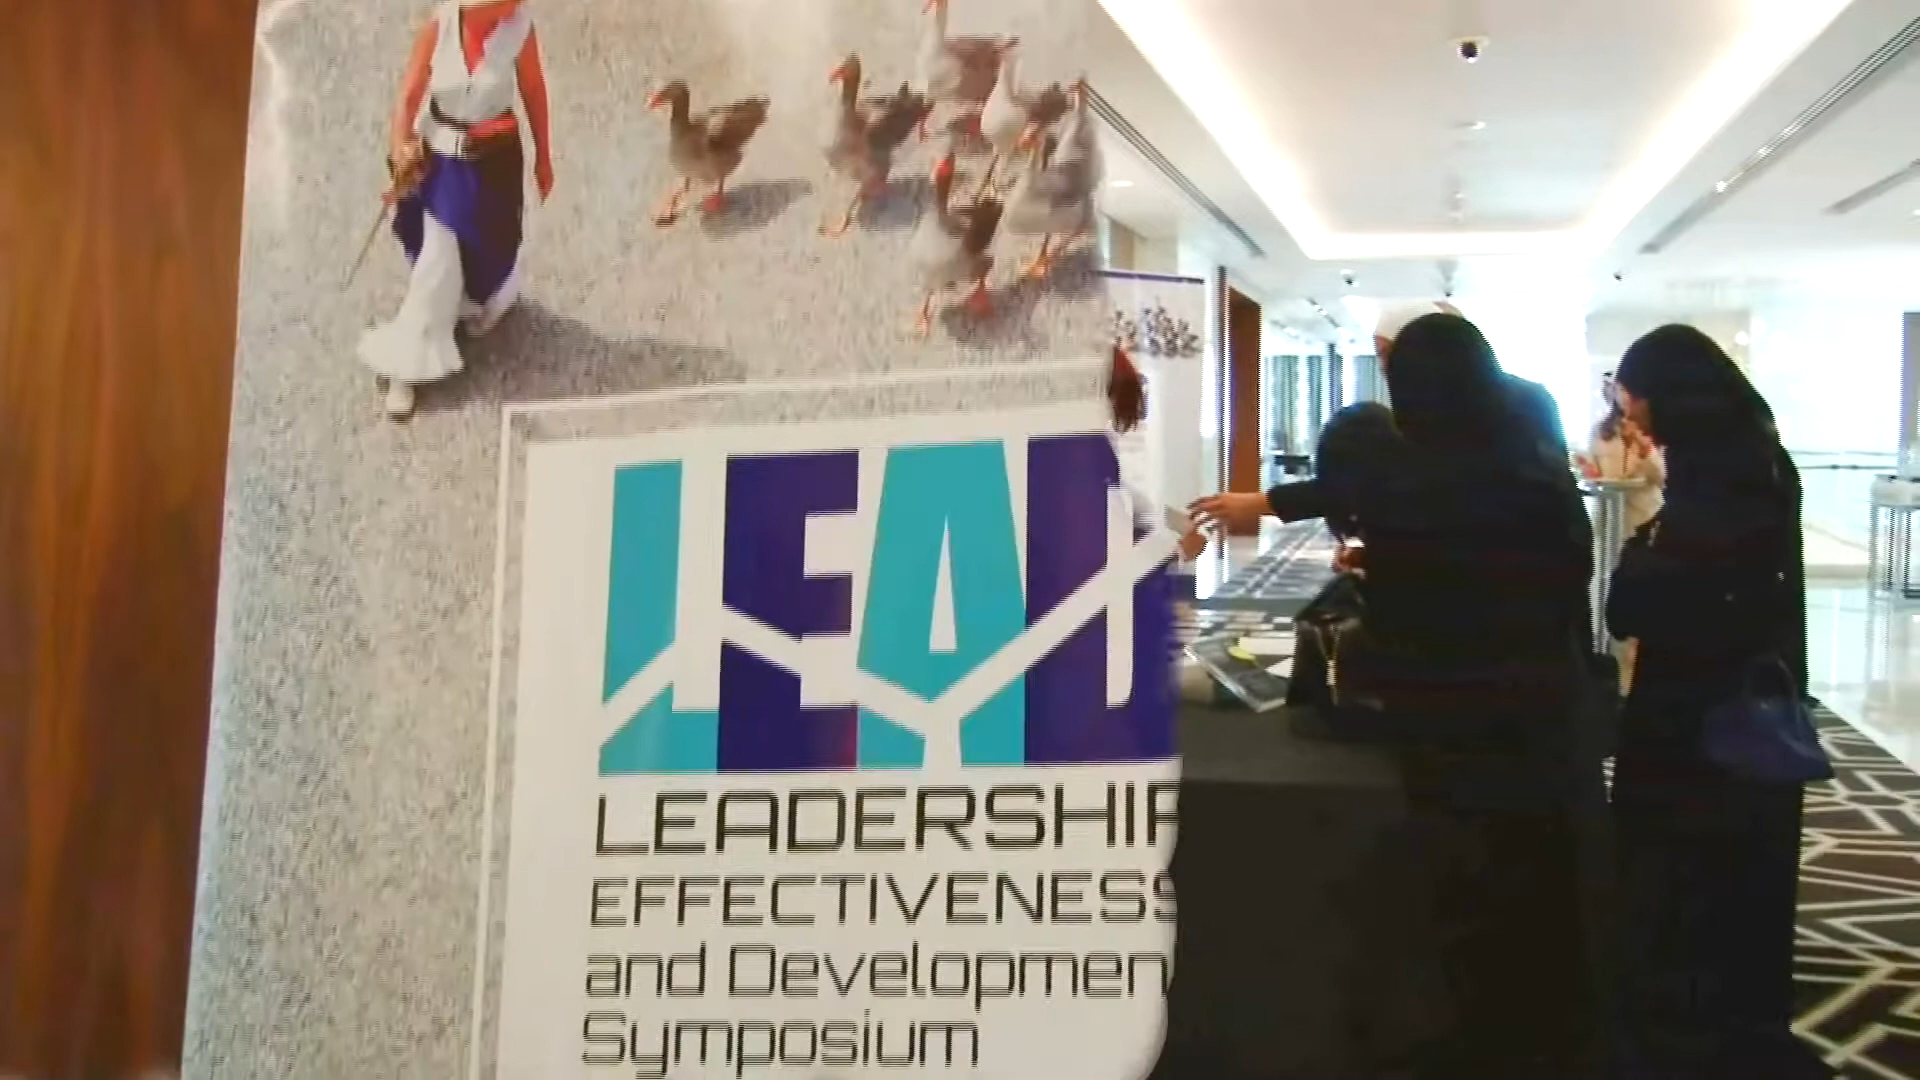 LEAD
LEADERSHIP
EFFECTIVENESS
and Development
Symposium